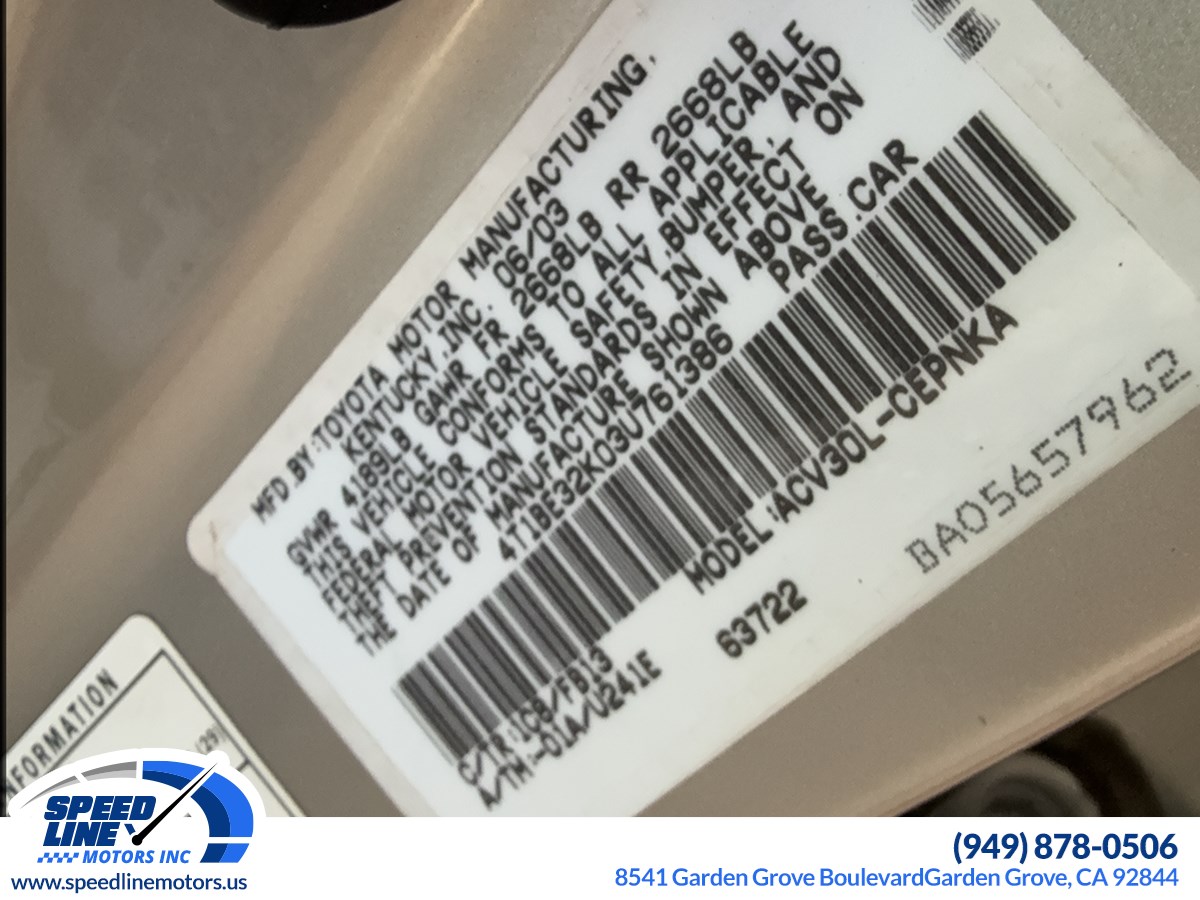 MFD.BY:TOYOTA MOTOR MANUFACTURING,
KENTUCKY,INC. 06/03
GVWR 4189LB GAWR FR 2668LB RR 2668LB
THIS VEHICLE CONFORMS TO ALL APPLICABLE
FEDERAL MOTOR VEHICLE SAFETY,BUMPER, AND
THEFT PREVENTION STANDARDS IN EFFECT ON
THE DATE OF MANUFACTURE SHOWN ABOVE
4T1BE32K03U761386 PASS.CAR
MODEL:ACV30L-CEPNKA
C/TR:1C8/FB13
A/TM:-01A/U241E 63722
BA05657962
NFORMATION
(29)
SPEED
LINE
MOTORS INC
www.speedlinemotors.us
(949) 878-0506
8541 Garden Grove BoulevardGarden Grove, CA 92844